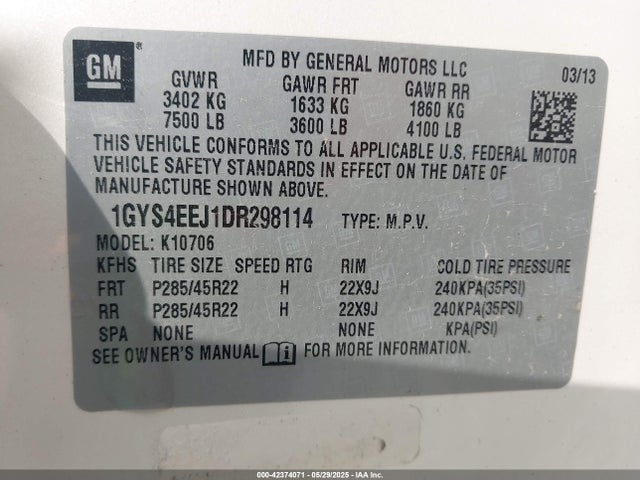 GM
MFD BY GENERAL MOTORS LLC 03/13
GVWR GAWR FRT GAWR RR
3402 KG 1633 KG 1860 KG
7500 LB 3600 LB 4100 LB
THIS VEHICLE CONFORMS TO ALL APPLICABLE U.S. FEDERAL MOTOR
VEHICLE SAFETY STANDARDS IN EFFECT ON THE DATE OF
MANUFACTURE SHOWN ABOVE.
1GYS4EEJ1DR298114 TYPE: M.P.V.
MODEL: K10706
KFHS TIRE SIZE SPEED RTG RIM COLD TIRE PRESSURE
FRT P285/45R22 H 22X9J 240KPA(35PSI)
RR P285/45R22 H 22X9J 240KPA(35PSI)
SPA NONE NONE KPA(PSI)
SEE OWNER'S MANUAL FOR MORE INFORMATION.
000-42374071 - 05/29/2025 - IAAI.COM